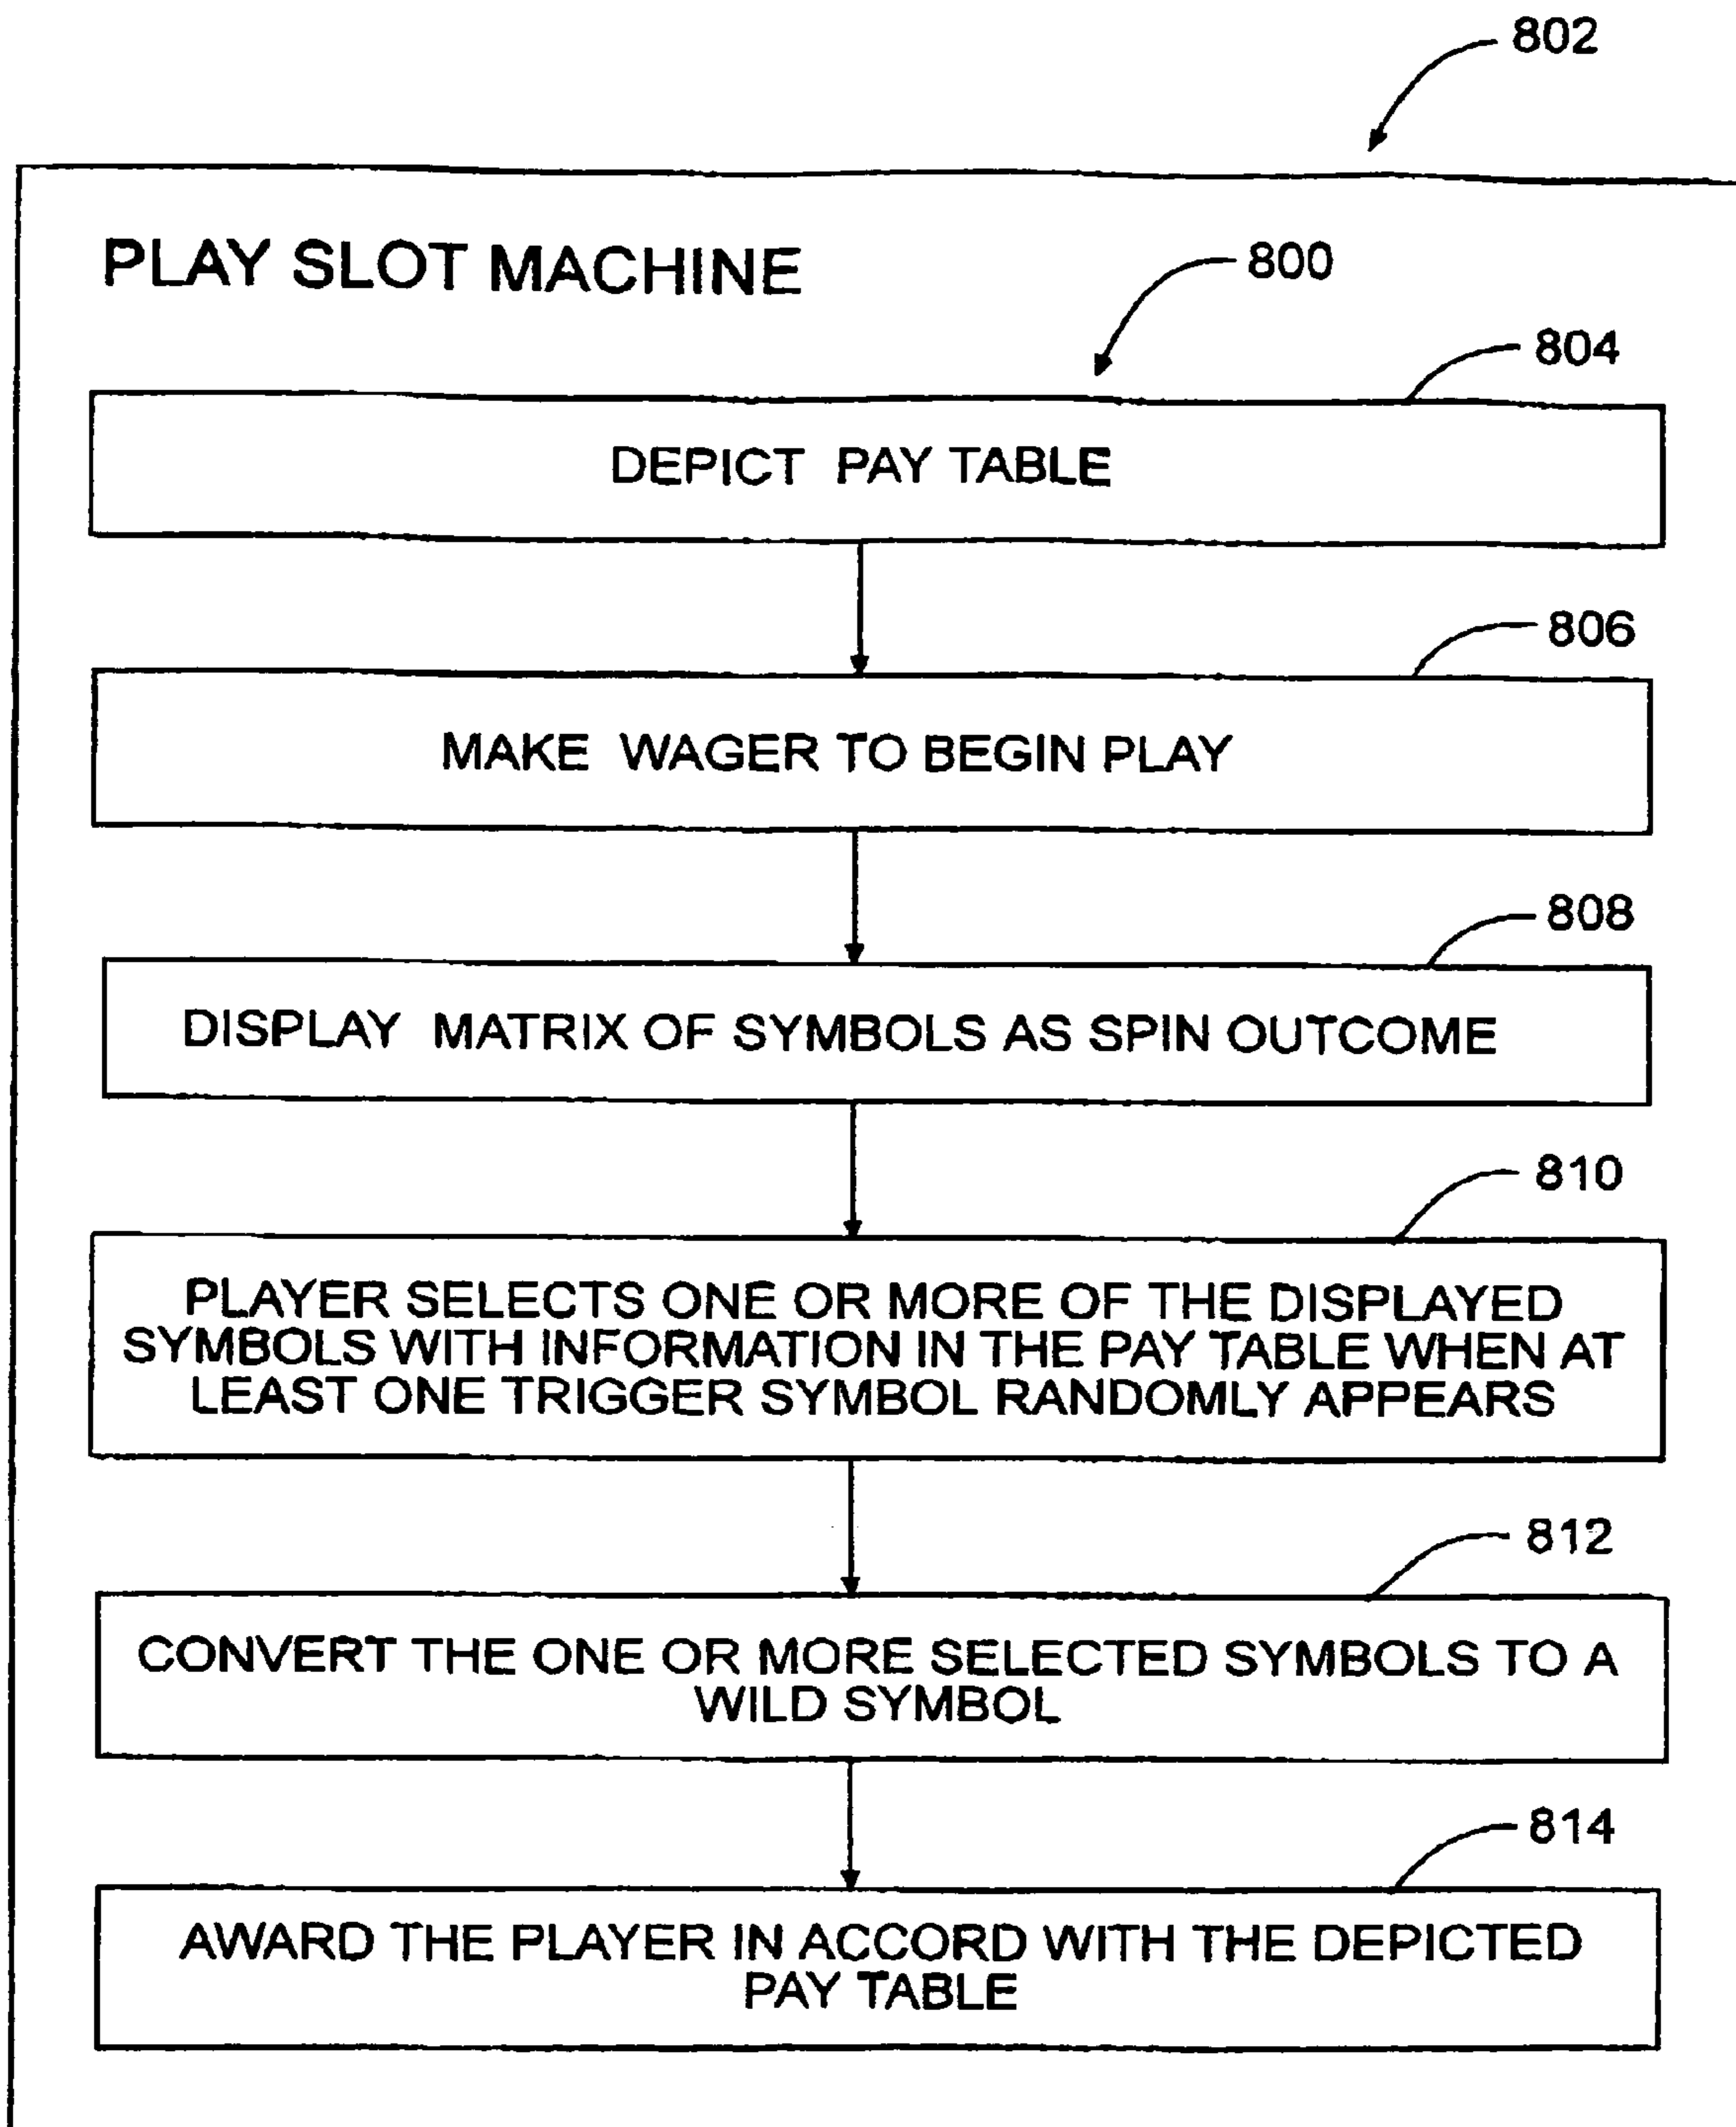 802
PLAY SLOT MACHINE
800
804
DEPICT PAY TABLE
806
MAKE WAGER TO BEGIN PLAY
808
DISPLAY MATRIX OF SYMBOLS AS SPIN OUTCOME
810
PLAYER SELECTS ONE OR MORE OF THE DISPLAYED
SYMBOLS WITH INFORMATION IN THE PAY TABLE WHEN AT
LEAST ONE TRIGGER SYMBOL RANDOMLY APPEARS
812
CONVERT THE ONE OR MORE SELECTED SYMBOLS TO A
WILD SYMBOL
814
AWARD THE PLAYER IN ACCORD WITH THE DEPICTED
PAY TABLE